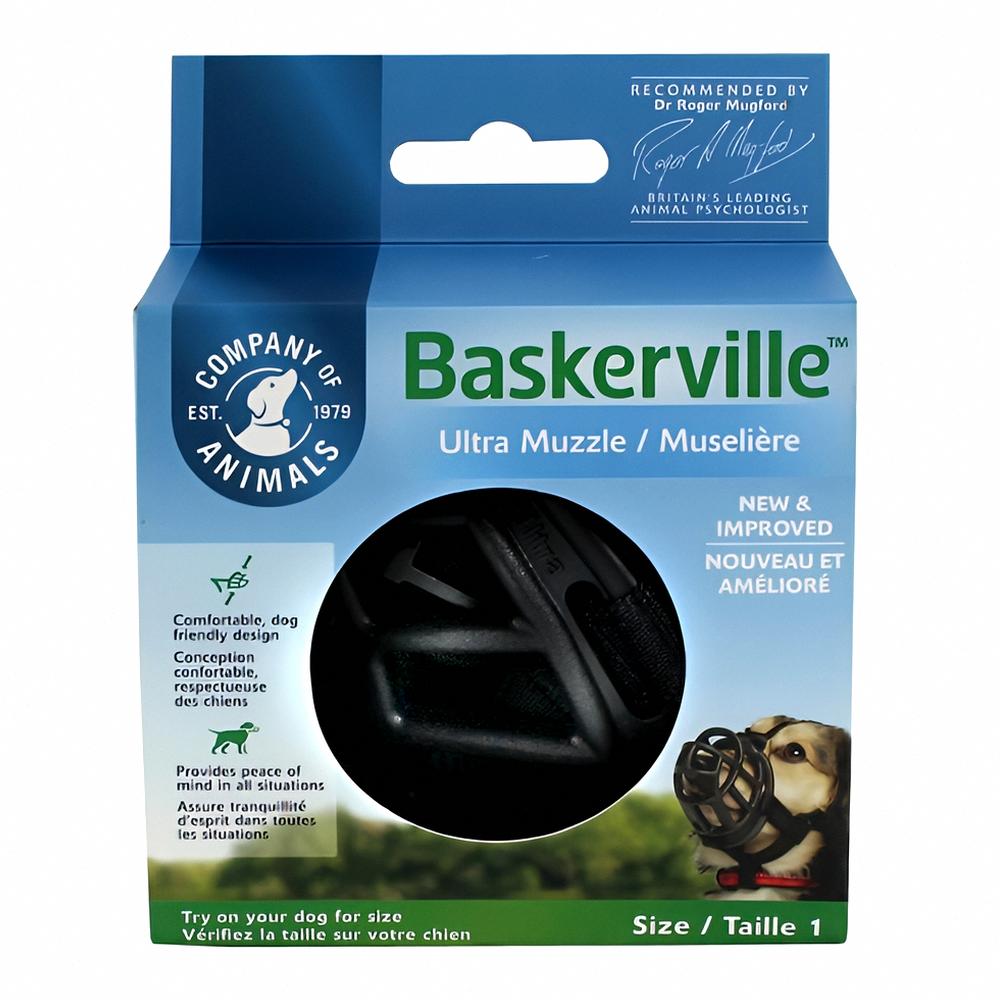 RECOMMENDED BY
Dr Roger Mugford
Roger A Mugford
BRITAIN'S LEADING
ANIMAL PSYCHOLOGIST
COMPANY OF
EST. 1979
ANIMALS
Baskerville™
Ultra Muzzle / Muselière
NEW &
IMPROVED
NOUVEAU ET
AMÉLIORÉ
ultra
Comfortable, dog
friendly design
Conception
confortable,
respectueuse
des chiens
Provides peace of
mind in all situations
Assure tranquillité
d'esprit dans toutes
les situations
Try on your dog for size
Vérifiez la taille sur votre chien
Size / Taille 1